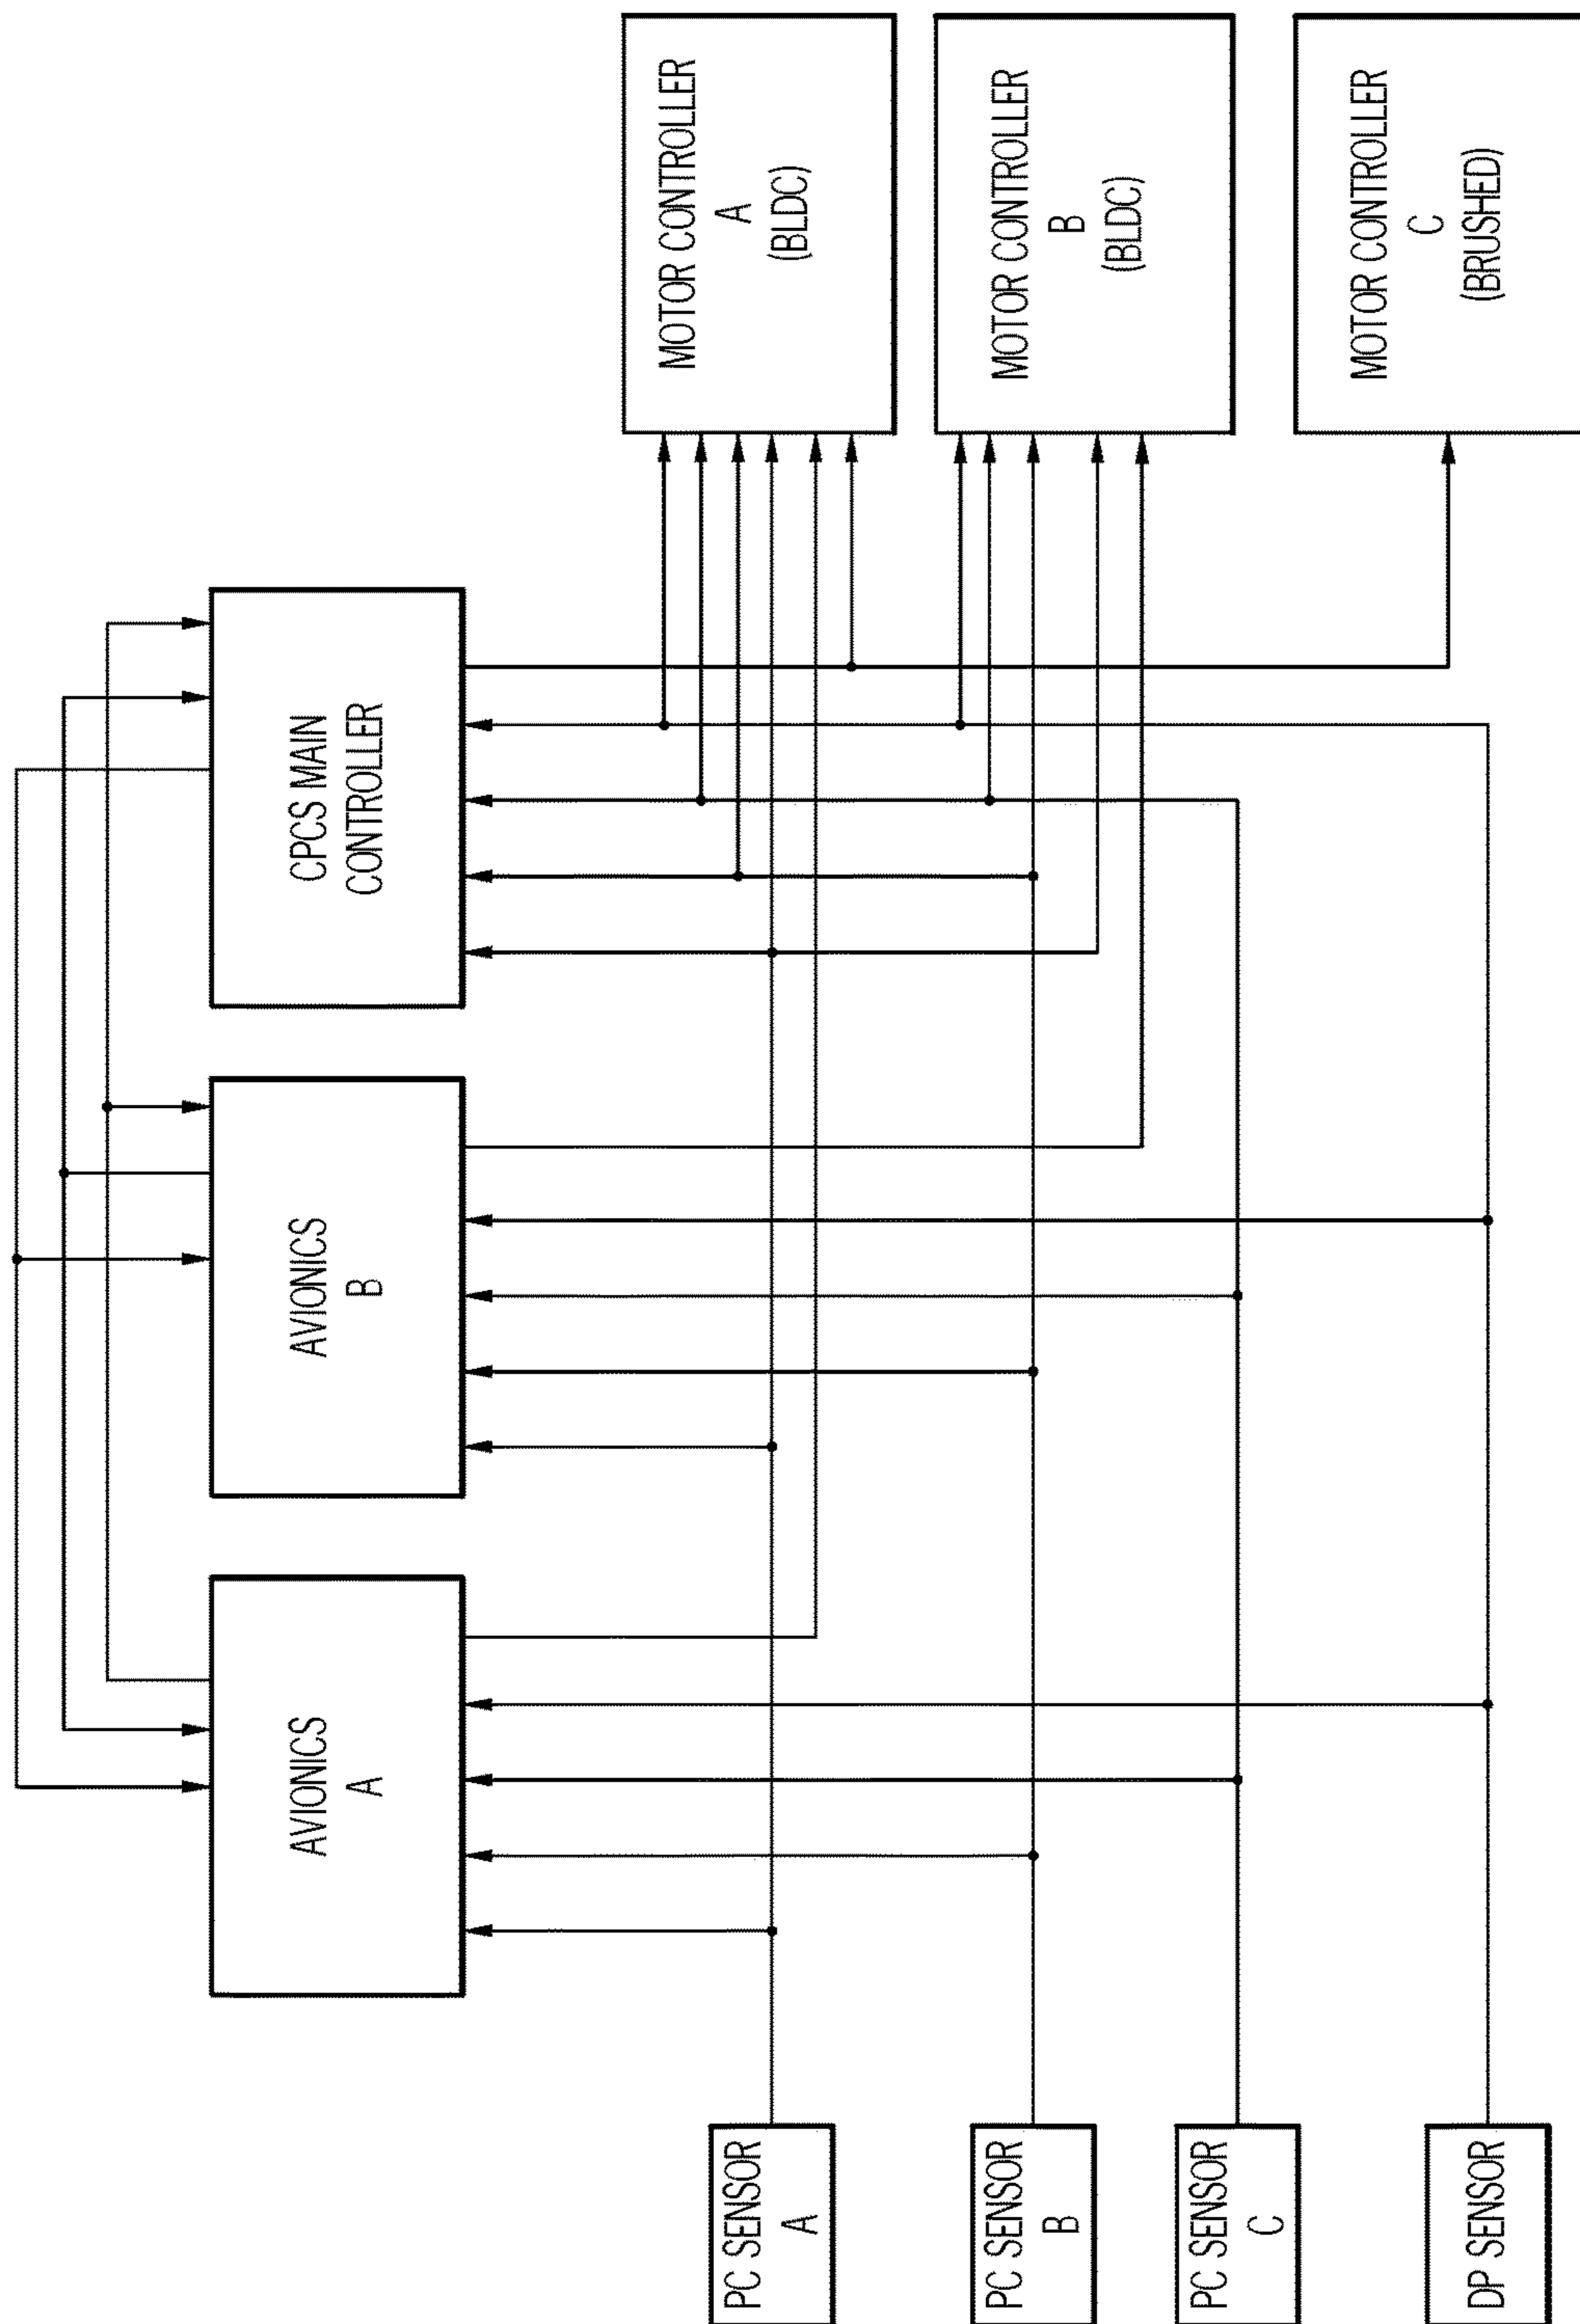 AVIONICS
A
AVIONICS
B
CPCS MAIN
CONTROLLER
PC SENSOR
A
MOTOR CONTROLLER
A
(BLDC)
PC SENSOR
B
MOTOR CONTROLLER
B
(BLDC)
PC SENSOR
C
DP SENSOR
MOTOR CONTROLLER
C
(BRUSHED)